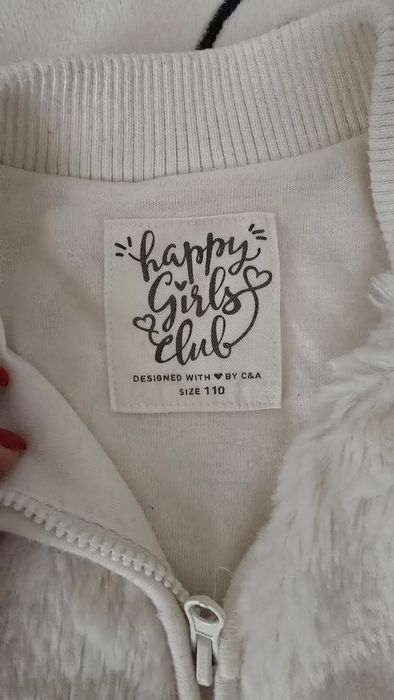 happy
Girls
club
DESIGNED WITH ♥ BY C&A
SIZE 110